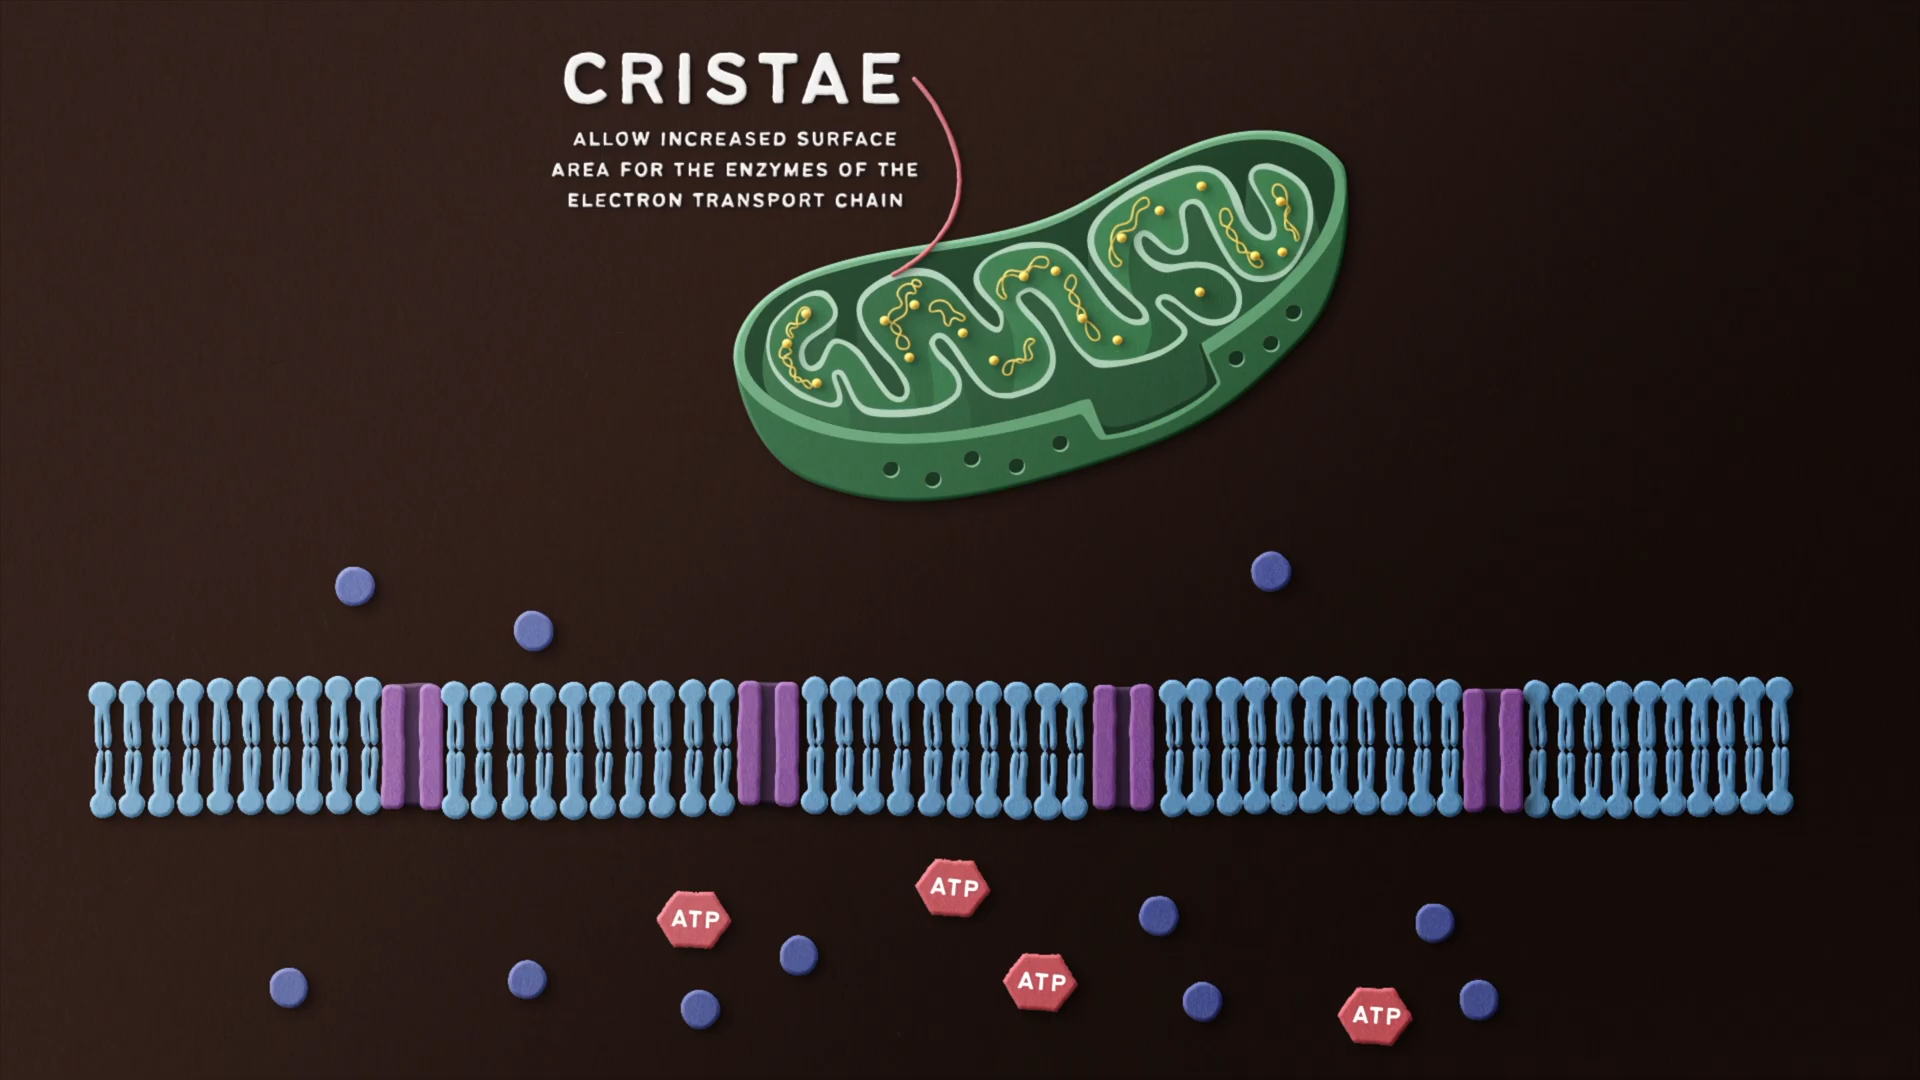 CRISTAE
ALLOW INCREASED SURFACE
AREA FOR THE ENZYMES OF THE
ELECTRON TRANSPORT CHAIN
ATP
ATP
ATP
ATP